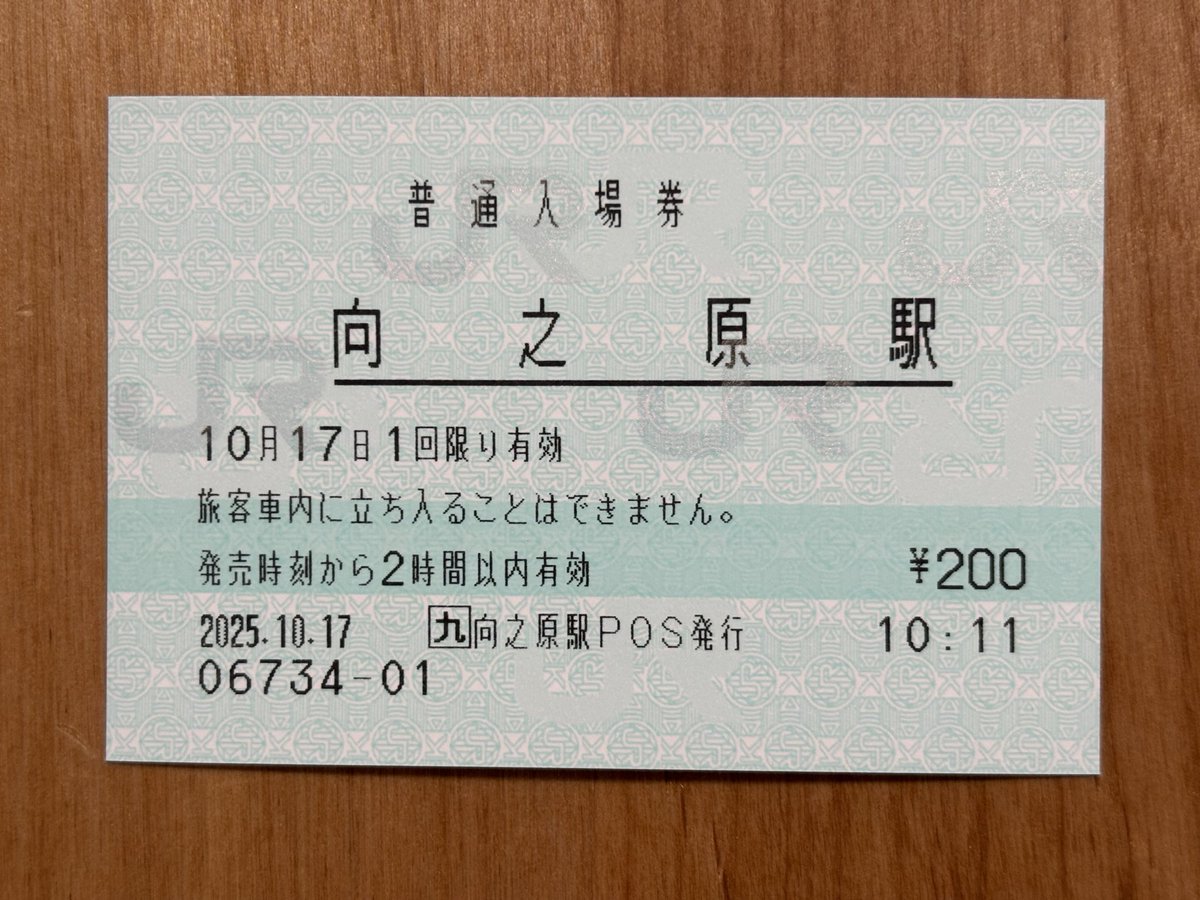 普通入場券
向之原駅
10月17日1回限り有効
旅客車内に立ち入ることはできません。
発売時刻から2時間以内有効 ¥200
2025.10.17 九向之原駅POS発行 10:11
06734-01